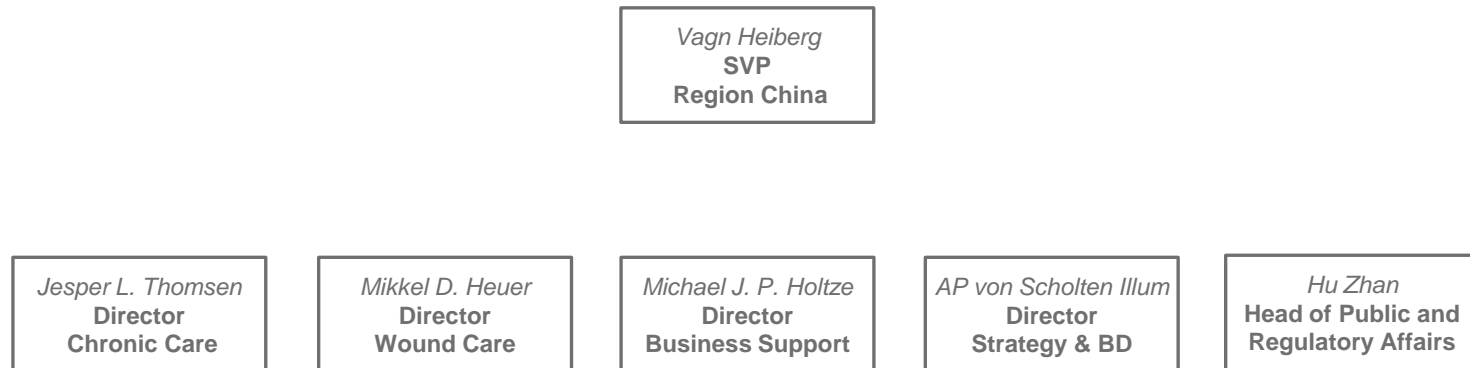 Vagn Heiberg
SVP
Region China
Jesper L. Thomsen
Director
Chronic Care
Mikkel D. Heuer
Director
Wound Care
Michael J. P. Holtze
Director
Business Support
AP von Scholten Illum
Director
Strategy & BD
Hu Zhan
Head of Public and
Regulatory Affairs